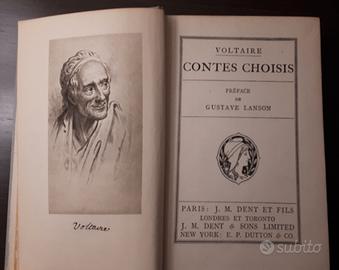 Voltaire
VOLTAIRE
CONTES CHOISIS
PRÉFACE
DE
GUSTAVE LANSON
PARIS: J. M. DENT ET FILS
LONDRES ET TORONTO
J. M. DENT & SONS LIMITED
NEW YORK: E. P. DUTTON & CO.
subito